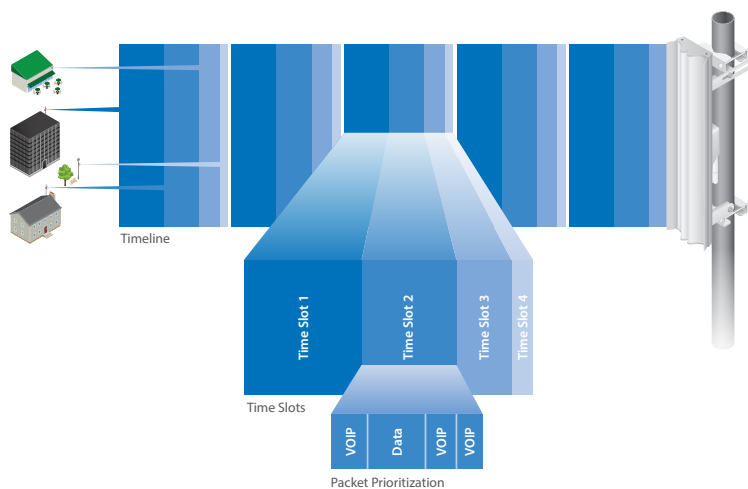 Timeline
Time Slot 1
Time Slot 2
Time Slot 3
Time Slot 4
Time Slots
VOIP
Data
VOIP
VOIP
Packet Prioritization